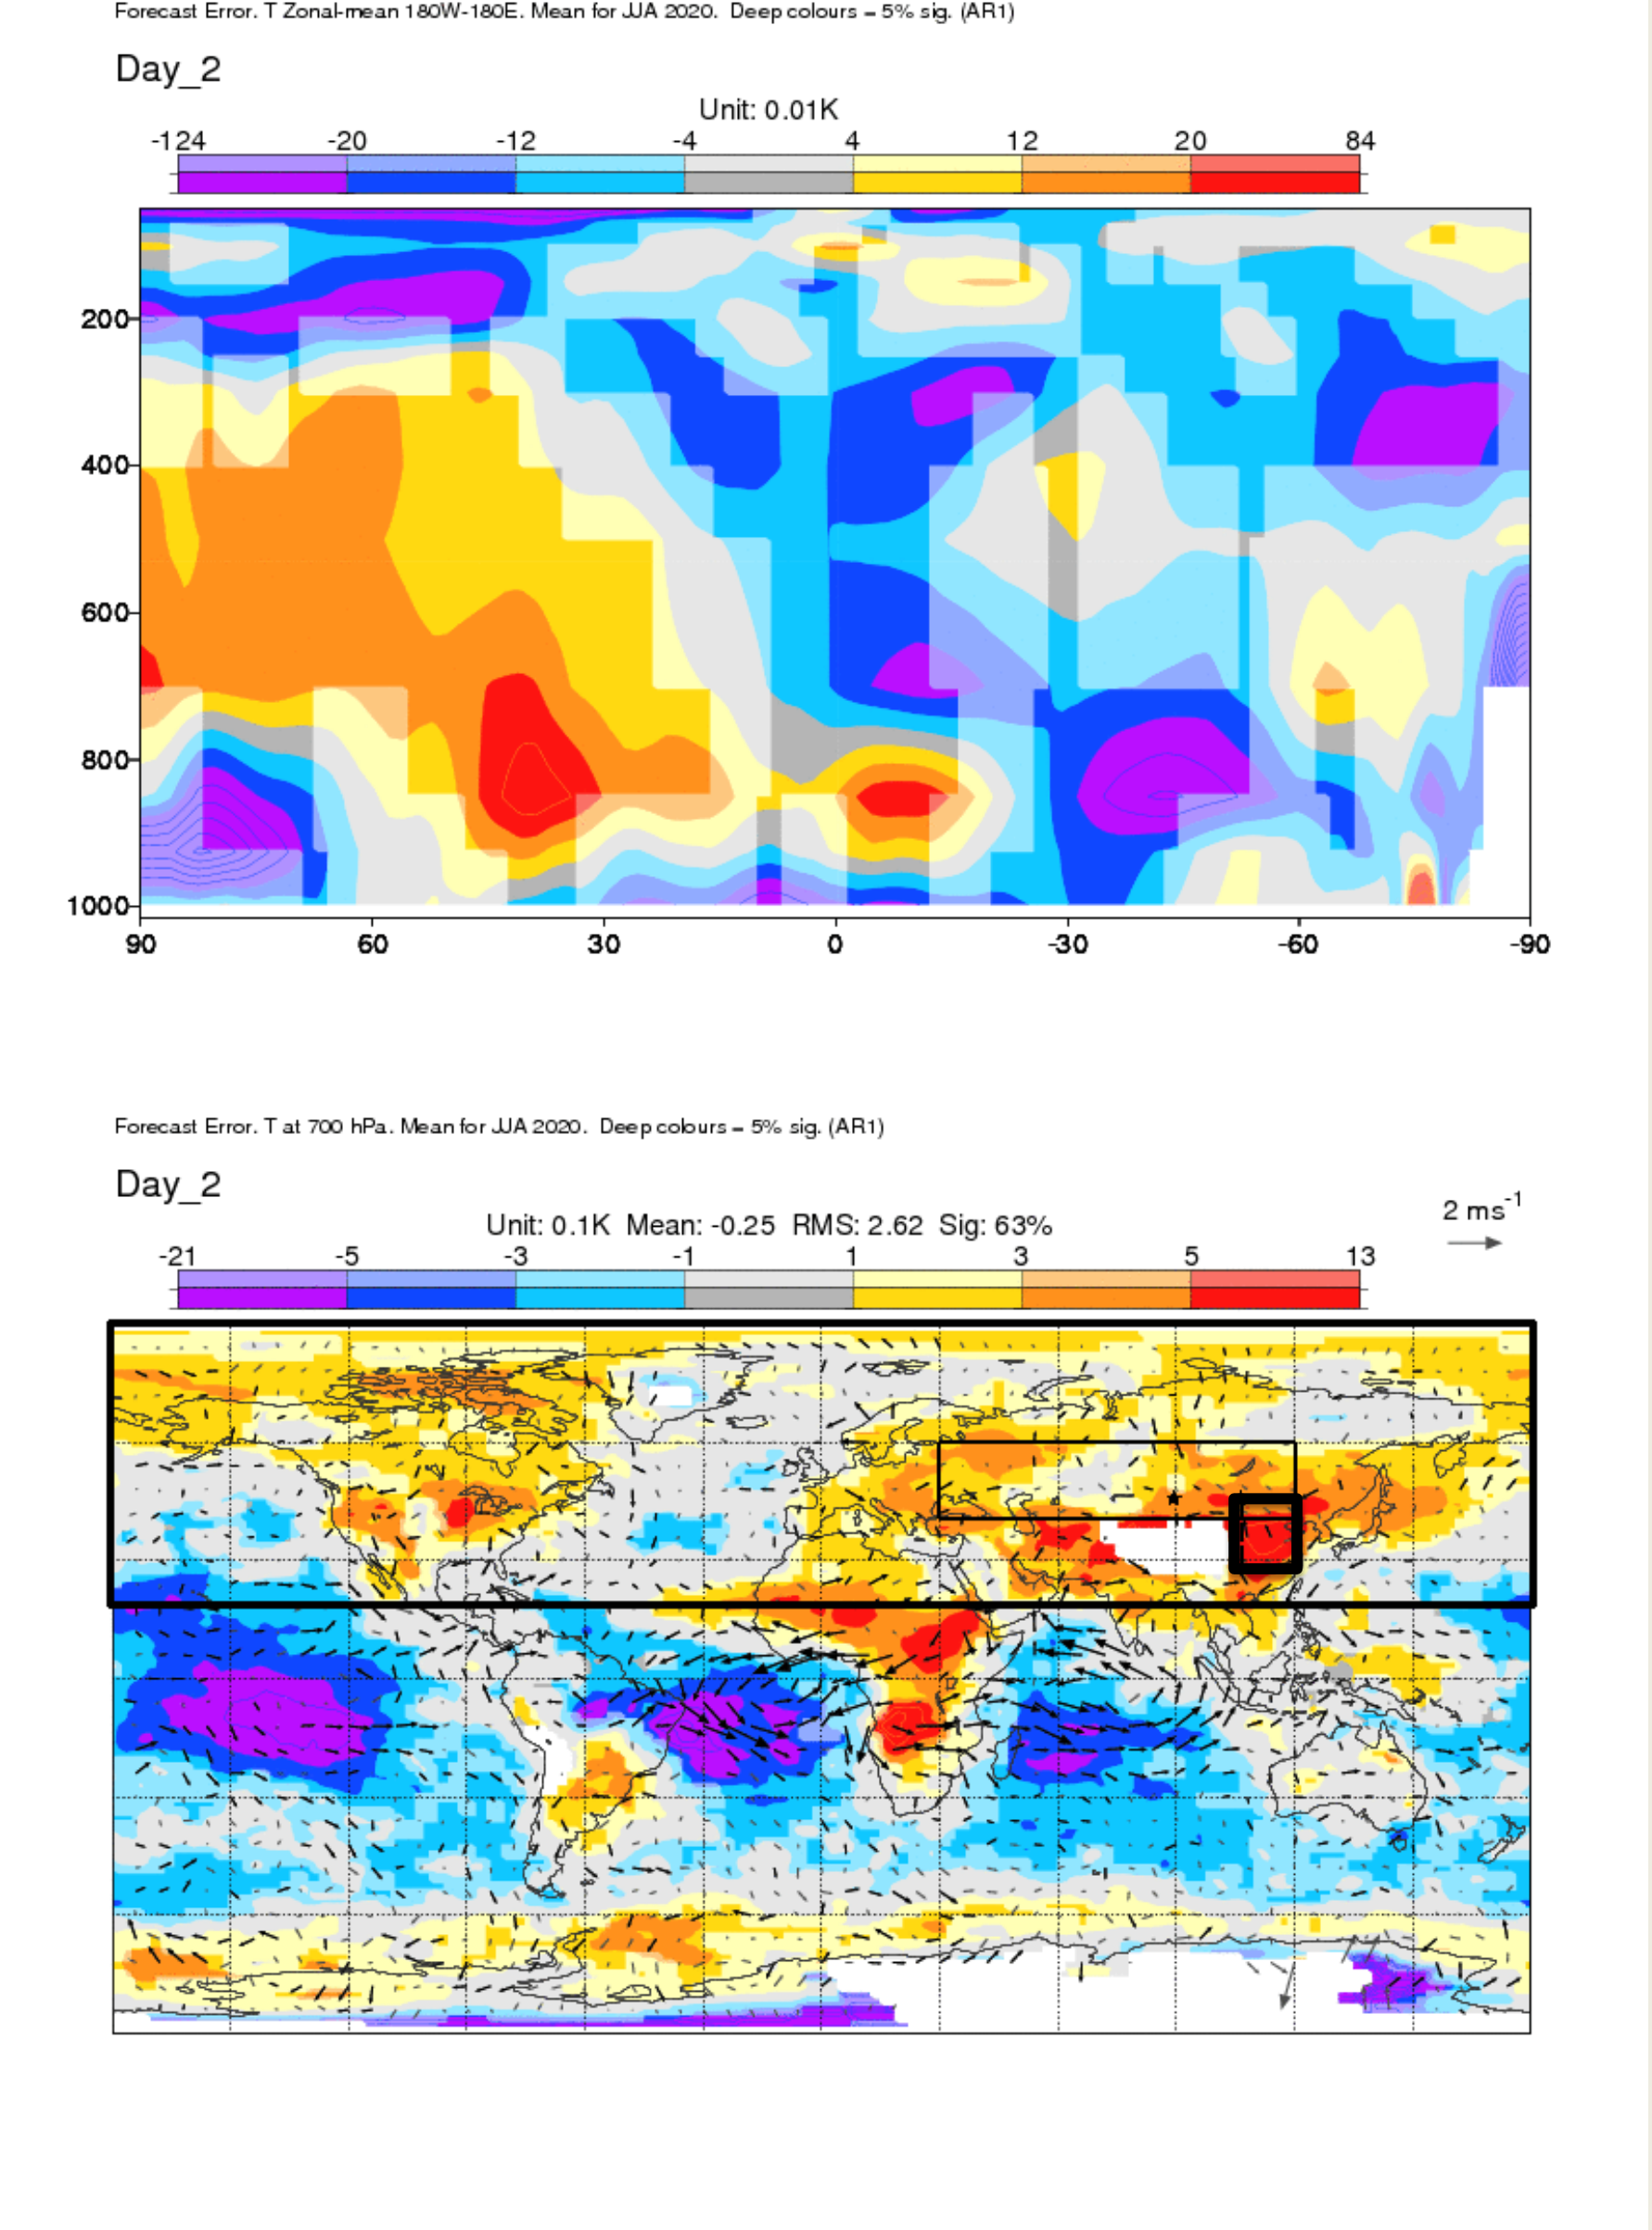 Forecast Error. T Zonal-mean 180W-180E. Mean for JJA 2020. Deep colours = 5% sig. (AR1)
Day_2
Unit: 0.01K
-124 -20 -12 -4 4 12 20 84
200
400
600
800
1000
90 60 30 0 -30 -60 -90
Forecast Error. T at 700 hPa. Mean for JJA 2020. Deep colours = 5% sig. (AR1)
Day_2
2 ms-1
Unit: 0.1K Mean: -0.25 RMS: 2.62 Sig: 63%
-21 -5 -3 -1 1 3 5 13